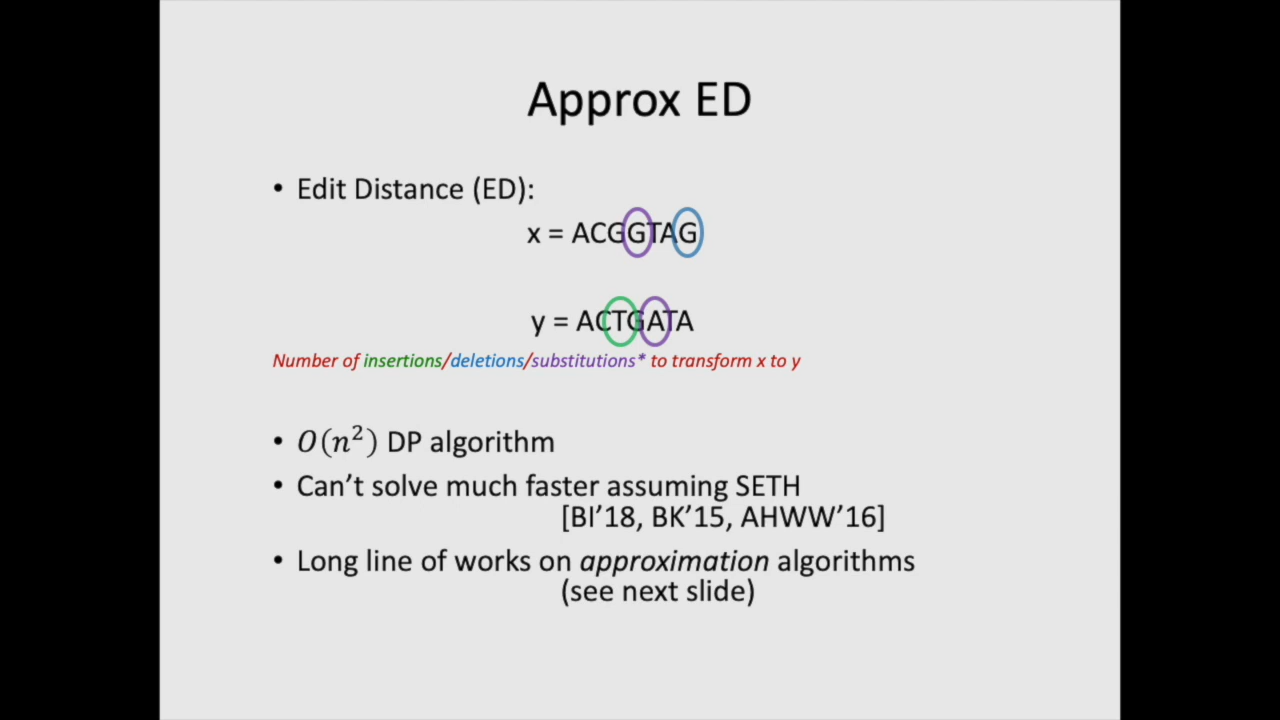 Approx ED
• Edit Distance (ED):
x = ACGGTAG
y = ACTGATA
Number of insertions/deletions/substitutions* to transform x to y
• O(n²) DP algorithm
• Can't solve much faster assuming SETH
[BI'18, BK'15, AHWW'16]
• Long line of works on approximation algorithms
(see next slide)